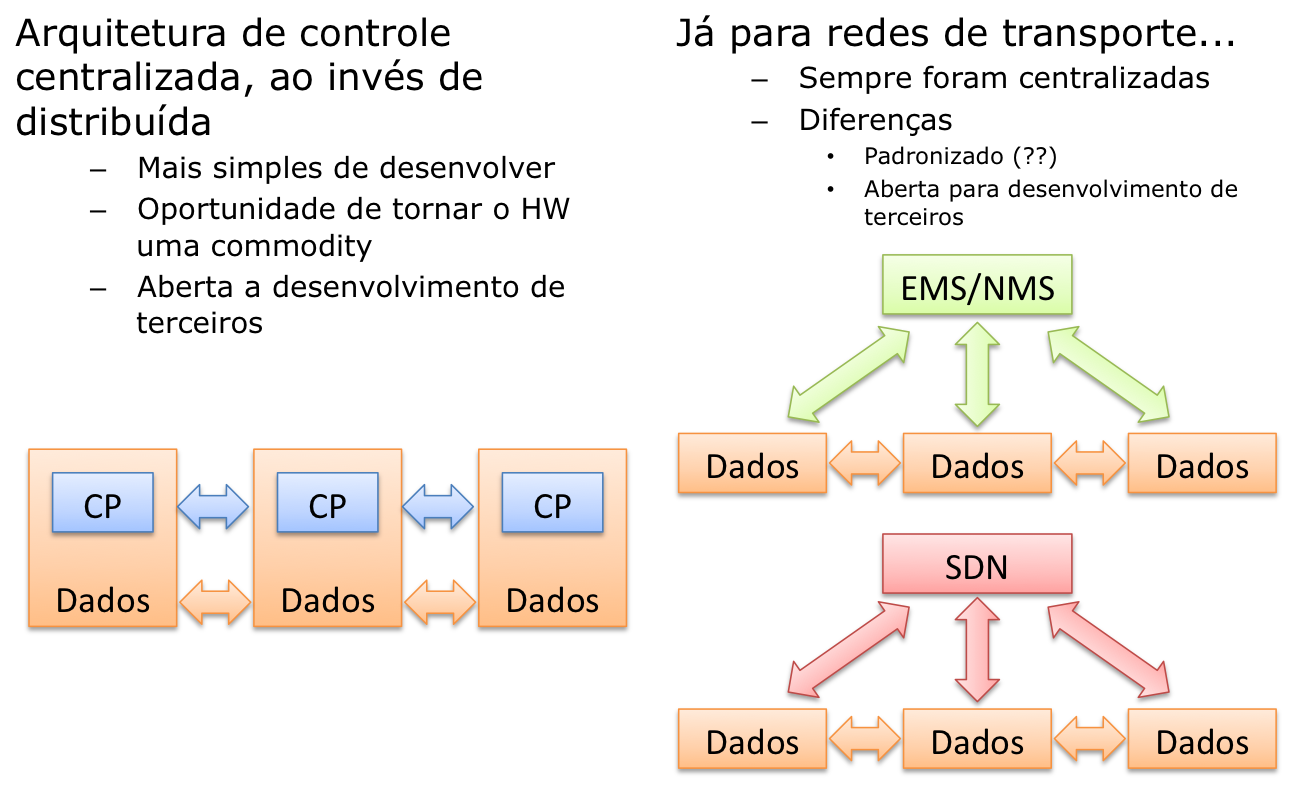 Arquitetura de controle
centralizada, ao invés de
distribuída
– Mais simples de desenvolver
– Oportunidade de tornar o HW
uma commodity
– Aberta a desenvolvimento de
terceiros
CP
CP
CP
Dados
Dados
Dados
Já para redes de transporte...
– Sempre foram centralizadas
– Diferenças
• Padronizado (??)
• Aberta para desenvolvimento de
terceiros
EMS/NMS
Dados
Dados
Dados
SDN
Dados
Dados
Dados